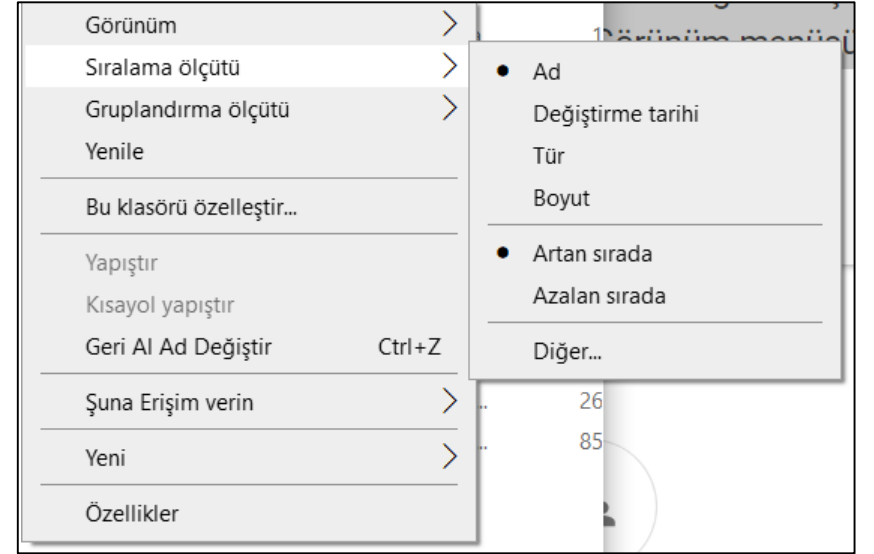 Görünüm
Sıralama ölçütü
Gruplandırma ölçütü
Yenile
Bu klasörü özelleştir...
Yapıştır
Kısayol yapıştır
Geri Al Ad Değiştir Ctrl+Z
Şuna Erişim verin
Yeni
Özellikler
Ad
Değiştirme tarihi
Tür
Boyut
Artan sırada
Azalan sırada
Diğer...
26
85